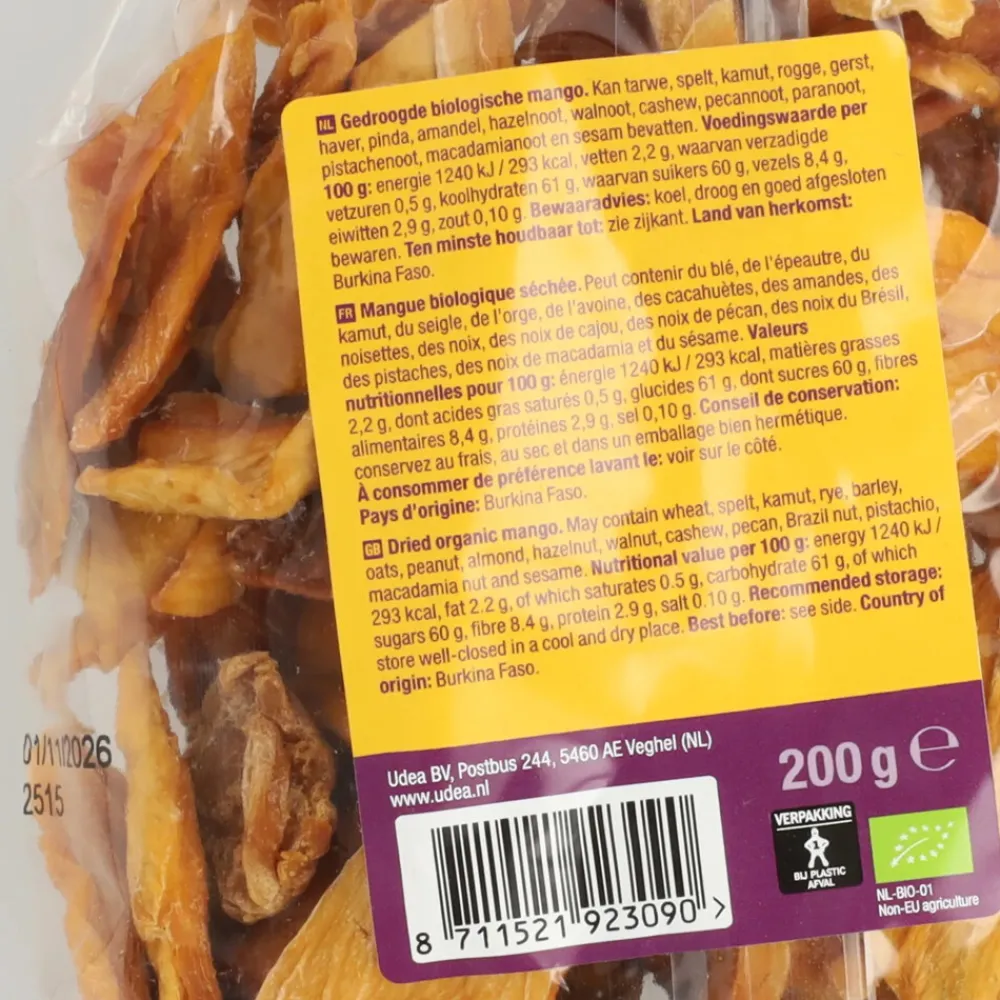 NL Gedroogde biologische mango. Kan tarwe, spelt, kamut, rogge, gerst,
haver, pinda, amandel, hazelnoot, walnoot, cashew, pecannoot, paranoot,
pistachenoot, macadamianoot en sesam bevatten. Voedingswaarde per
100 g: energie 1240 kJ / 293 kcal, vetten 2,2 g, waarvan verzadigde
vetzuren 0,5 g, koolhydraten 61 g, waarvan suikers 60 g, vezels 8,4 g,
eiwitten 2,9 g, zout 0,10 g. Bewaaradvies: koel, droog en goed afgesloten
bewaren. Ten minste houdbaar tot: zie zijkant. Land van herkomst:
Burkina Faso.
FR Mangue biologique séchée. Peut contenir du blé, de l'épeautre, du
kamut, du seigle, de l'orge, de l'avoine, des cacahuètes, des amandes, des
noisettes, des noix, des noix de cajou, des noix de pécan, des noix du Brésil,
des pistaches, des noix de macadamia et du sésame. Valeurs
nutritionnelles pour 100 g: énergie 1240 kJ / 293 kcal, matières grasses
2,2 g, dont acides gras saturés 0,5 g, glucides 61 g, dont sucres 60 g, fibres
alimentaires 8,4 g, protéines 2,9 g, sel 0,10 g. Conseil de conservation:
conservez au frais, au sec et dans un emballage bien hermétique.
À consommer de préférence lavant le: voir sur le côté.
Pays d'origine: Burkina Faso.
GB Dried organic mango. May contain wheat, spelt, kamut, rye, barley,
oats, peanut, almond, hazelnut, walnut, cashew, pecan, Brazil nut, pistachio,
macadamia nut and sesame. Nutritional value per 100 g: energy 1240 kJ /
293 kcal, fat 2.2 g, of which saturates 0.5 g, carbohydrate 61 g, of which
sugars 60 g, fibre 8.4 g, protein 2.9 g, salt 0.10 g. Recommended storage:
store well-closed in a cool and dry place. Best before: see side. Country of
origin: Burkina Faso.
01/11/2026
2515
Udea BV, Postbus 244, 5460 AE Veghel (NL)
www.udea.nl
200 g e
VERPAKKING
1
BIJ PLASTIC
AFVAL
NL-BIO-01
Non-EU agriculture
8 711521 923090 >